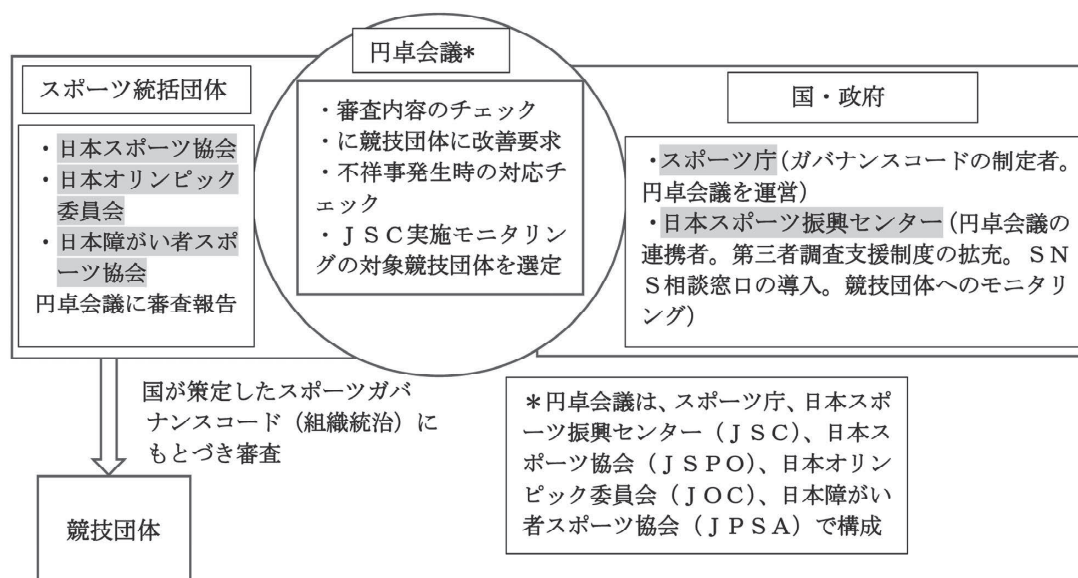 円卓会議*
スポーツ統括団体
・日本スポーツ協会
・日本オリンピック
委員会
・日本障がい者スポ
ーツ協会
円卓会議に審査報告
・審査内容のチェック
・に競技団体に改善要求
・不祥事発生時の対応チ
ェック
・ＪＳＣ実施モニタリン
グの対象競技団体を選定
国・政府
・スポーツ庁(ガバナンスコードの制定者。
円卓会議を運営)
・日本スポーツ振興センター(円卓会議の
連携者。第三者調査支援制度の拡充。ＳＮ
Ｓ相談窓口の導入。競技団体へのモニタリ
ング)
国が策定したスポーツガバ
ナンスコード（組織統治）に
もとづき審査
競技団体
＊円卓会議は、スポーツ庁、日本スポ
ーツ振興センター（ＪＳＣ）、日本ス
ポーツ協会（ＪＳＰＯ）、日本オリン
ピック委員会（ＪＯＣ）、日本障がい
者スポーツ協会（ＪＰＳＡ）で構成